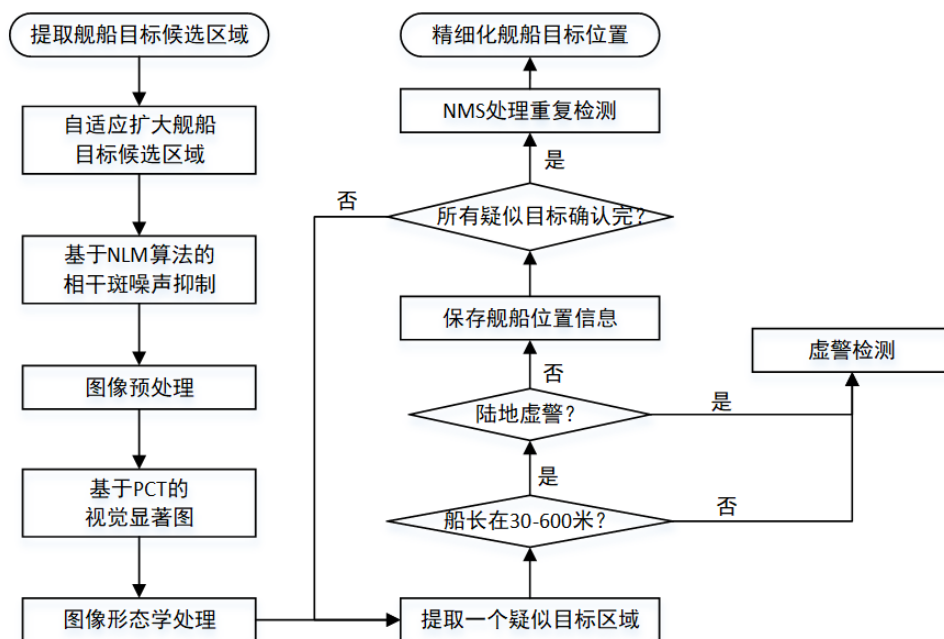 提取舰船目标候选区域
自适应扩大舰船
目标候选区域
基于NLM算法的
相干斑噪声抑制
图像预处理
基于PCT的
视觉显著图
图像形态学处理
提取一个疑似目标区域
船长在30-600米?
是
否
陆地虚警?
否
是
虚警检测
保存舰船位置信息
所有疑似目标确认完?
否
是
NMS处理重复检测
精细化舰船目标位置